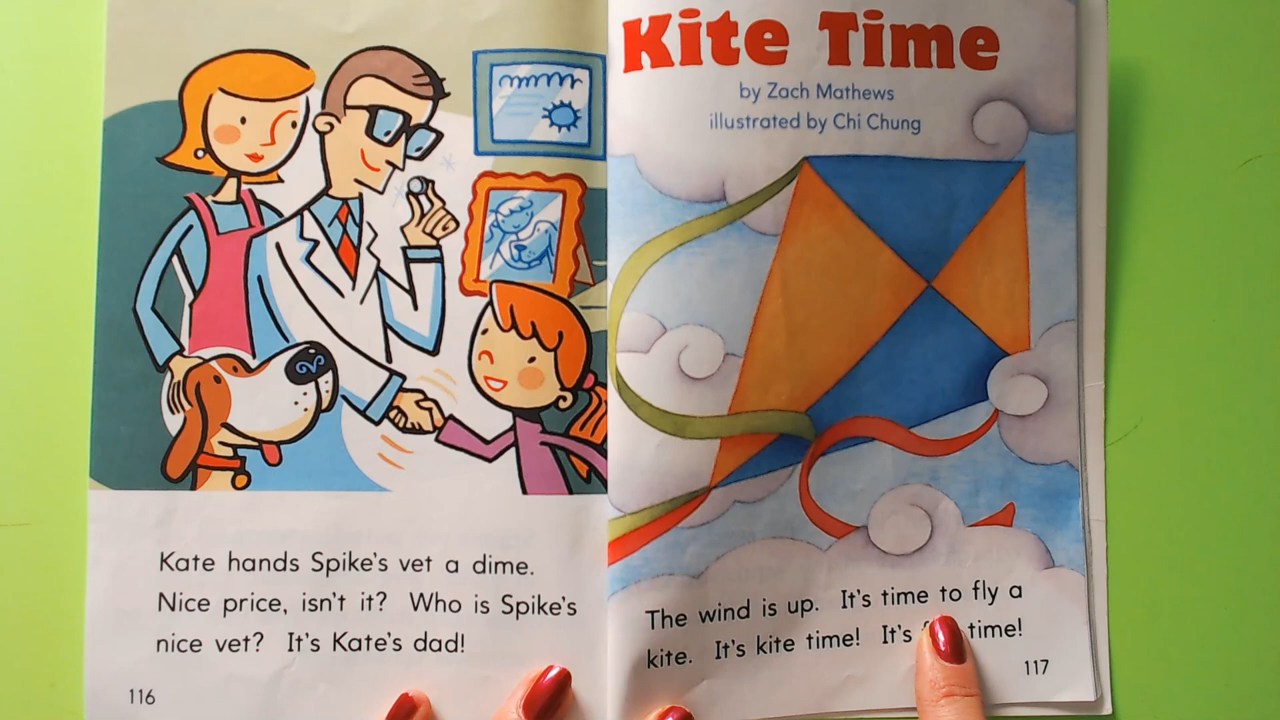 Kate hands Spike's vet a dime.
Nice price, isn't it? Who is Spike's
nice vet? It's Kate's dad!
116
Kite Time
by Zach Mathews
illustrated by Chi Chung
The wind is up. It's time to fly a
kite. It's kite time! It's time!
117